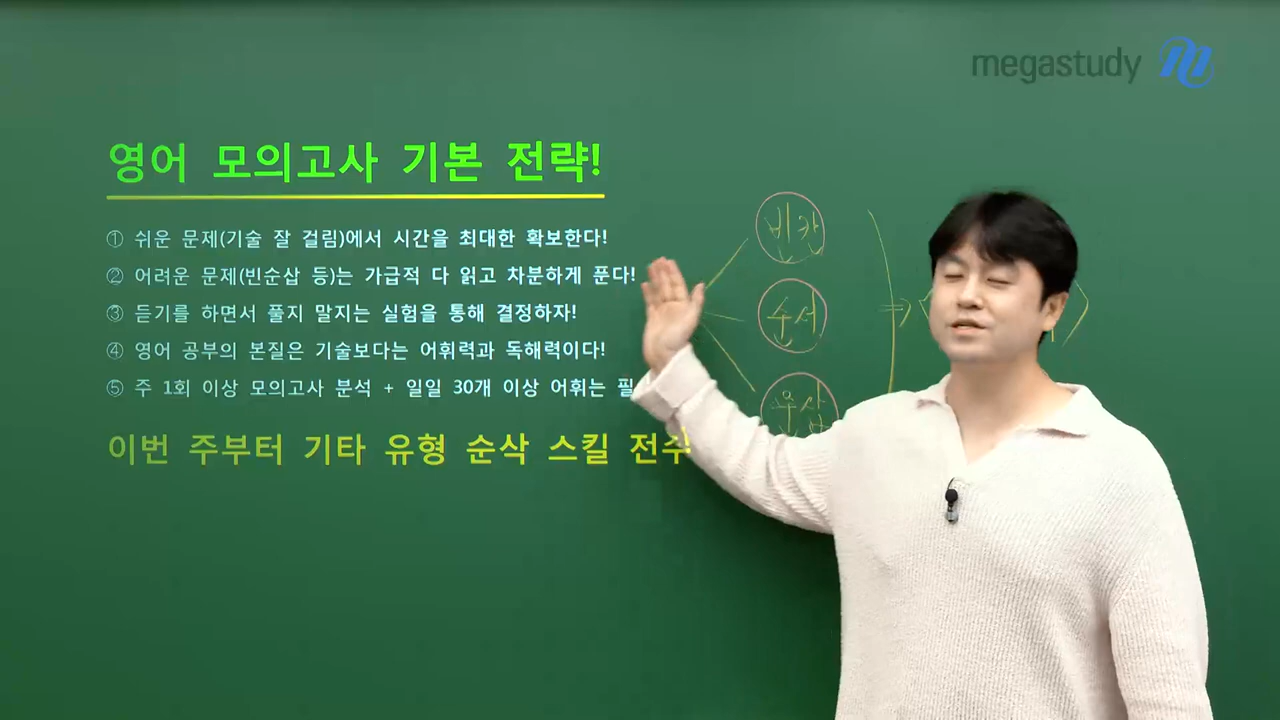 megastudy
영어 모의고사 기본 전략!
① 쉬운 문제(기술 잘 걸림)에서 시간을 최대한 확보한다!
② 어려운 문제(빈순삽 등)는 가급적 다 읽고 차분하게 푼다!
③ 듣기를 하면서 풀지 말지는 실험을 통해 결정하자!
④ 영어 공부의 본질은 기술보다는 어휘력과 독해력이다!
⑤ 주 1회 이상 모의고사 분석 + 일일 30개 이상 어휘는 필
이번 주부터 기타 유형 순삭 스킬 전수